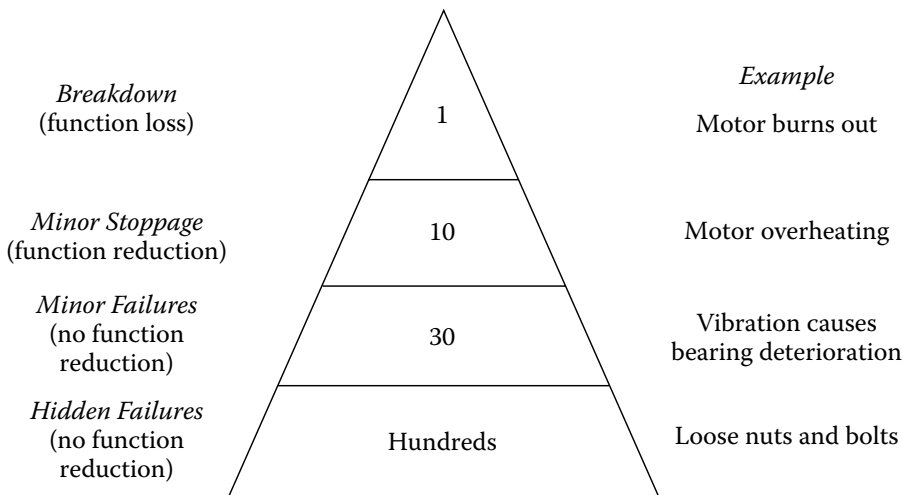 Example
Breakdown
(function loss)
1
Motor burns out
Minor Stoppage
(function reduction)
10
Motor overheating
Minor Failures
(no function
reduction)
30
Vibration causes
bearing deterioration
Hidden Failures
(no function
reduction)
Hundreds
Loose nuts and bolts